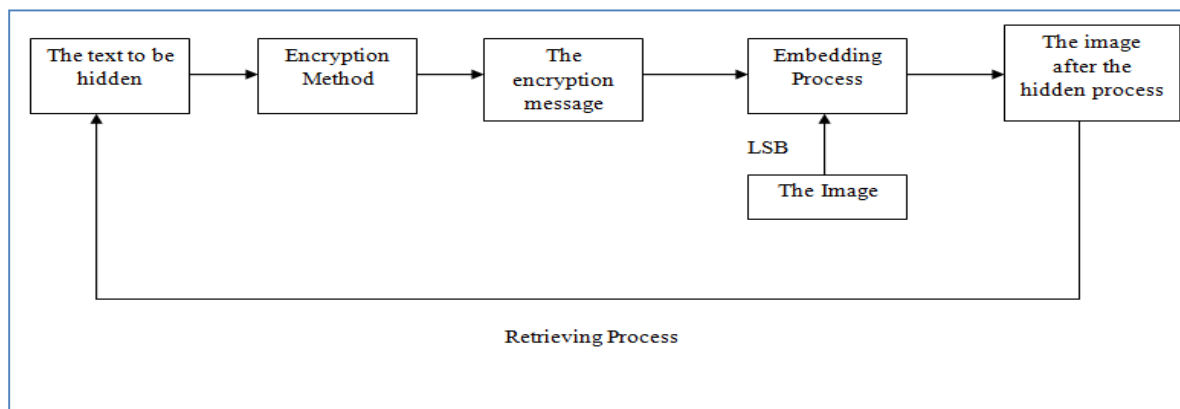 The text to be
hidden
Encryption
Method
The
encryption
message
Embedding
Process
The image
after the
hidden process
LSB
The Image
Retrieving Process